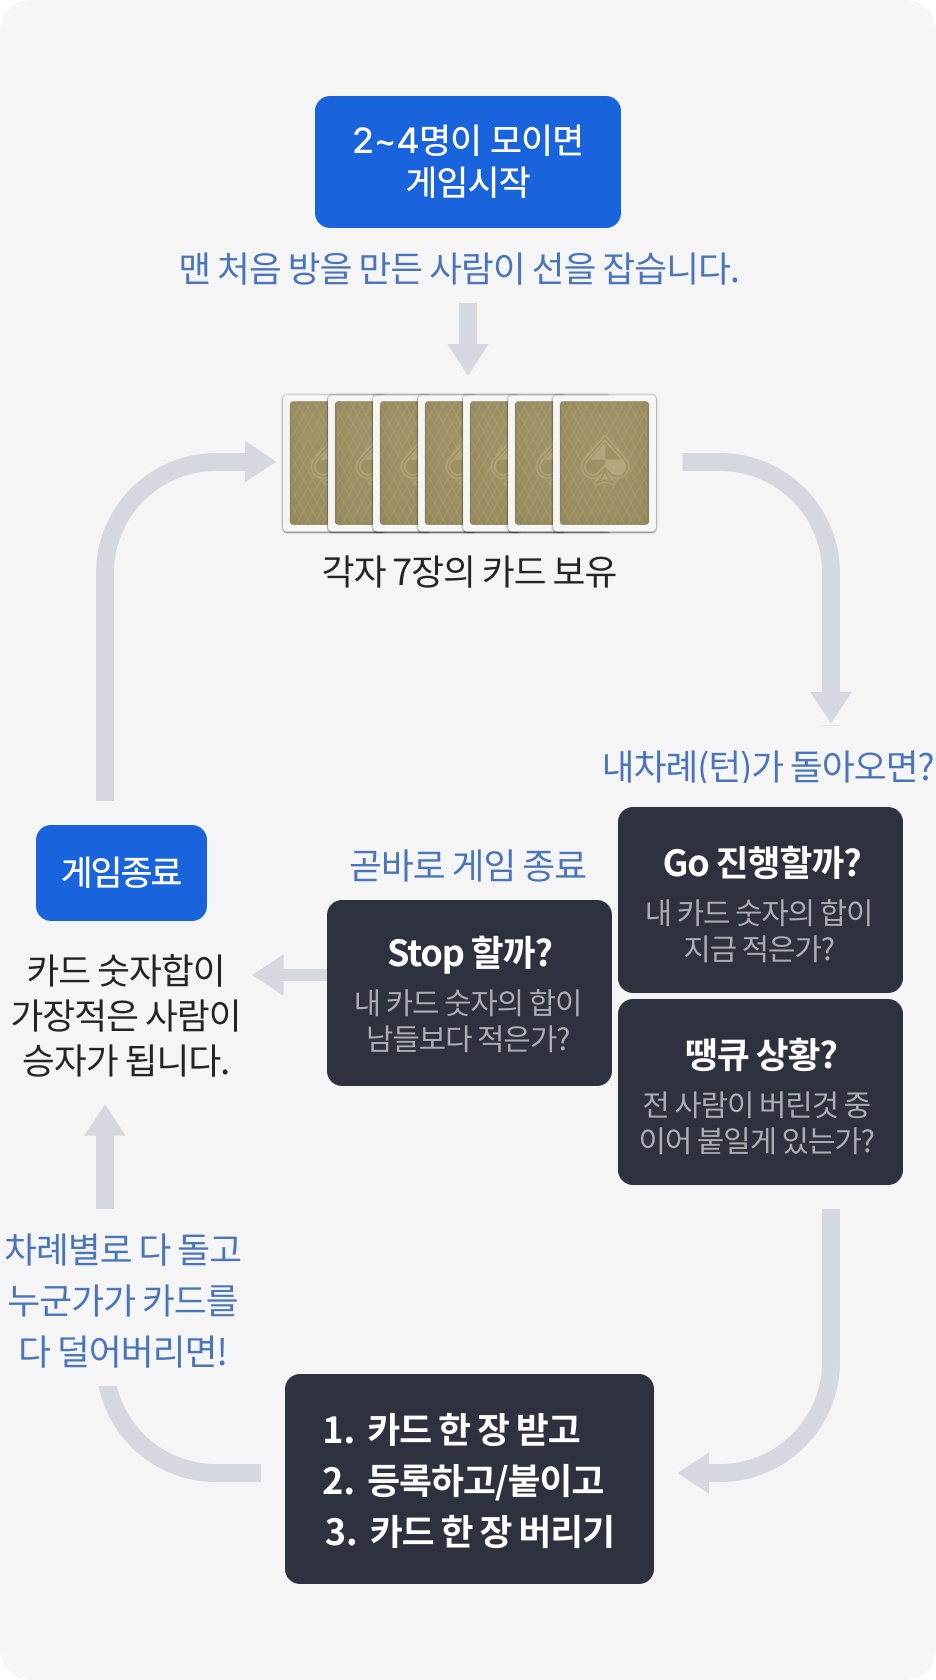 2~4명이 모이면
게임시작
맨 처음 방을 만든 사람이 선을 잡습니다.
각자 7장의 카드 보유
내차례(턴)가 돌아오면?
Go 진행할까?
내 카드 숫자의 합이
지금 적은가?
땡큐 상황?
전 사람이 버린것 중
이어 붙일게 있는가?
곧바로 게임 종료
Stop 할까?
내 카드 숫자의 합이
남들보다 적은가?
게임종료
카드 숫자합이
가장적은 사람이
승자가 됩니다.
차례별로 다 돌고
누군가가 카드를
다 덜어버리면!
1. 카드 한 장 받고
2. 등록하고/붙이고
3. 카드 한 장 버리기